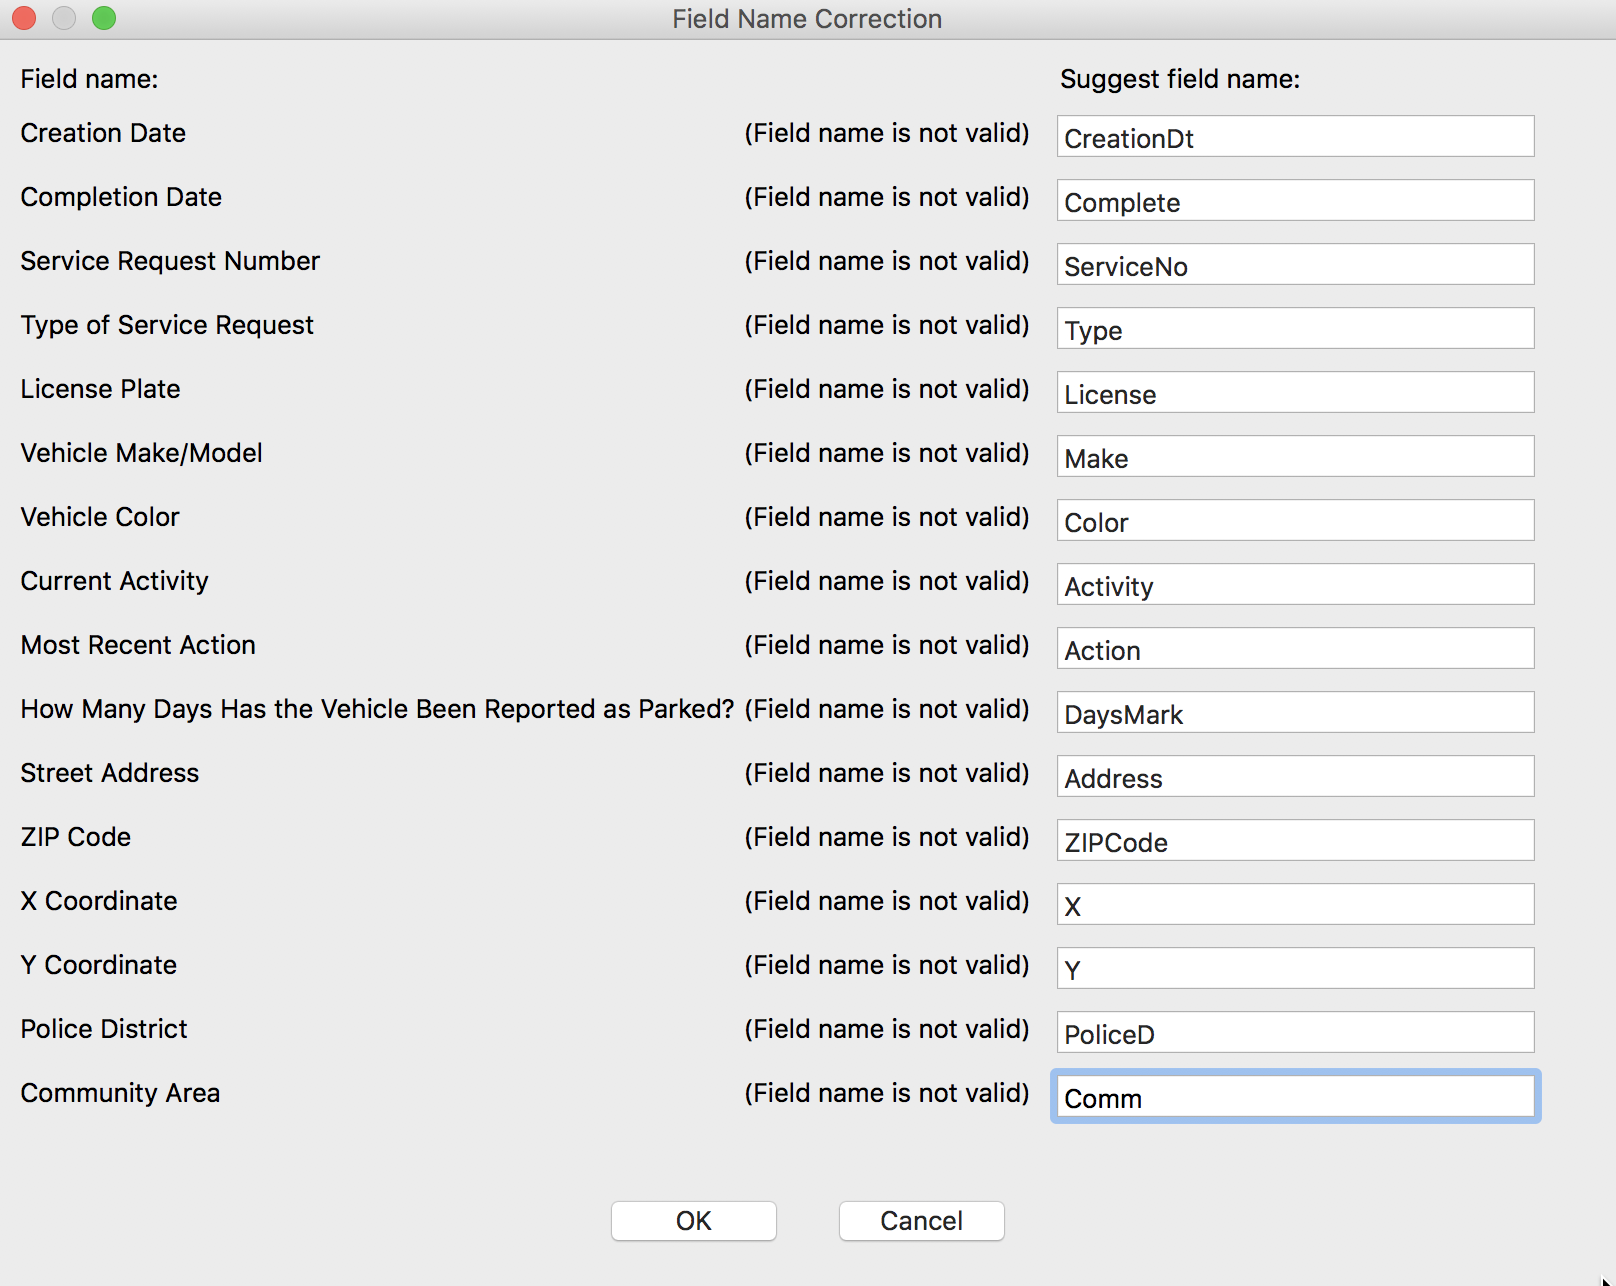 Field Name Correction
Field name: Suggest field name:
Creation Date (Field name is not valid) CreationDt
Completion Date (Field name is not valid) Complete
Service Request Number (Field name is not valid) ServiceNo
Type of Service Request (Field name is not valid) Type
License Plate (Field name is not valid) License
Vehicle Make/Model (Field name is not valid) Make
Vehicle Color (Field name is not valid) Color
Current Activity (Field name is not valid) Activity
Most Recent Action (Field name is not valid) Action
How Many Days Has the Vehicle Been Reported as Parked? (Field name is not valid) DaysMark
Street Address (Field name is not valid) Address
ZIP Code (Field name is not valid) ZIPCode
X Coordinate (Field name is not valid) X
Y Coordinate (Field name is not valid) Y
Police District (Field name is not valid) PoliceD
Community Area (Field name is not valid) Comm
OK Cancel